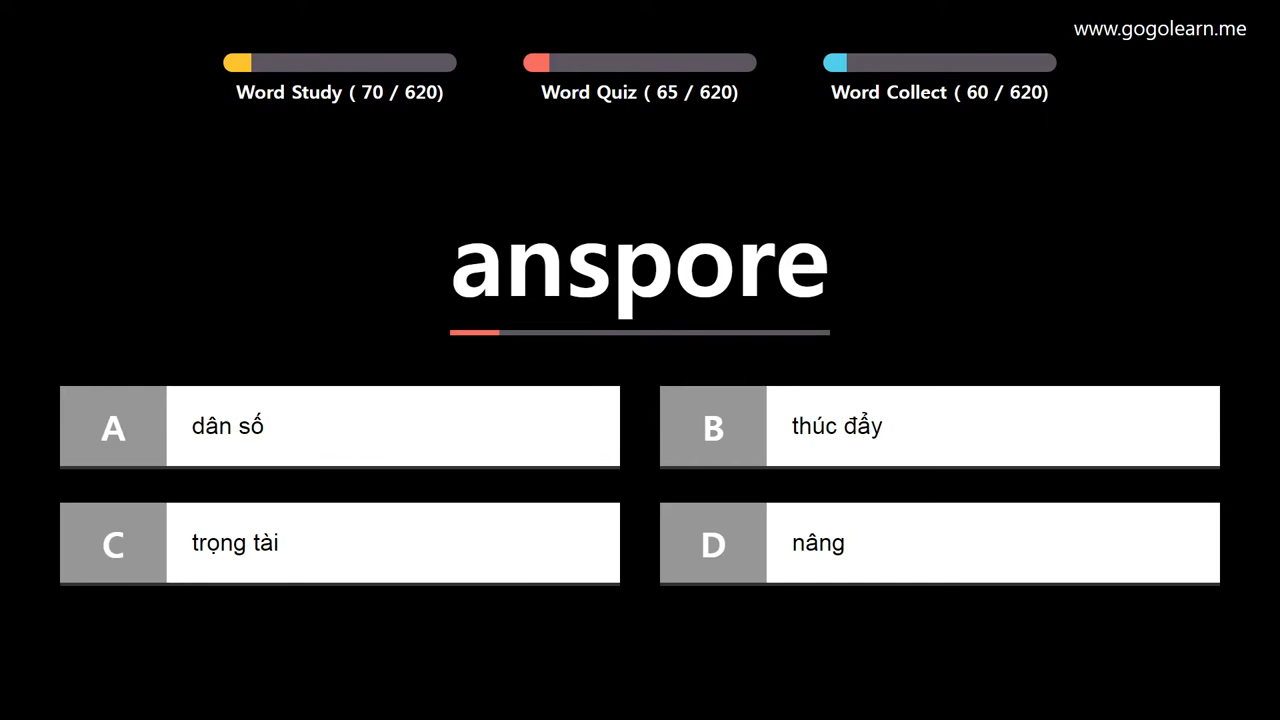 www.gogolearn.me
Word Study ( 70 / 620)
Word Quiz ( 65 / 620)
Word Collect ( 60 / 620)
anspore
A dân số
B thúc đẩy
C trọng tài
D nâng